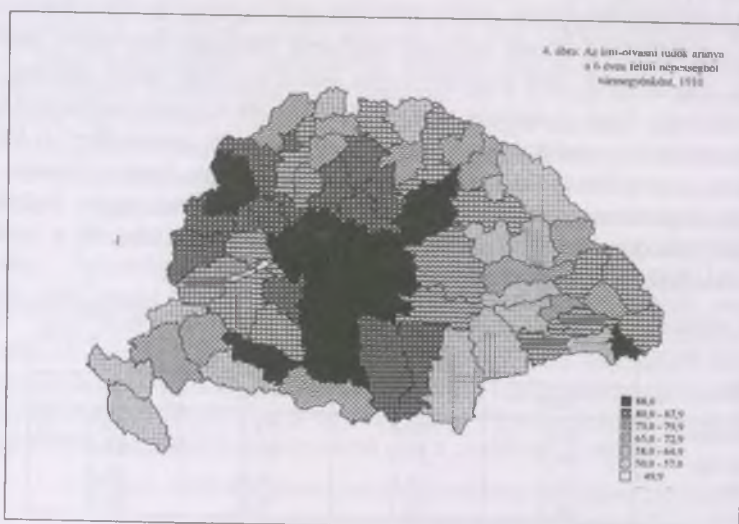 4. ábra: Az írni-olvasni tudók aránya
a 6 éven felüli népességből
vármegyénként, 1910
88,0
80,0 - 87,9
73,0 - 79,9
65,0 - 72,9
58,0 - 64,9
50,0 - 57,9
49,9